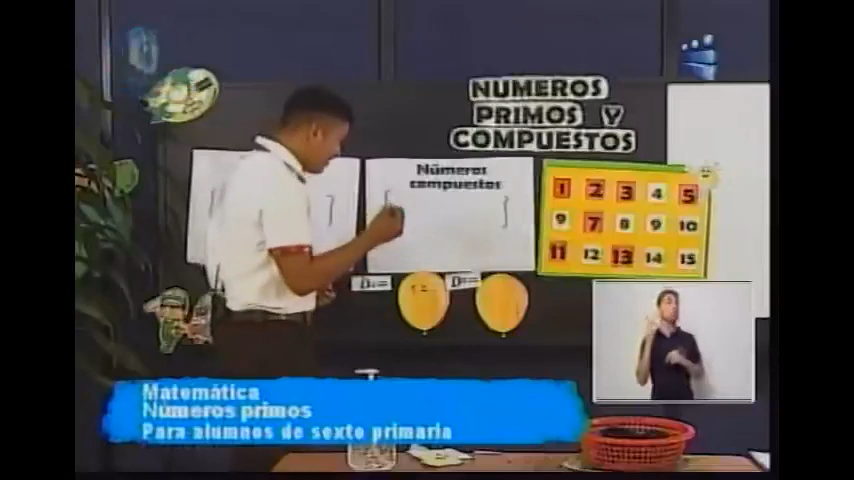 NUMEROS
PRIMOS Y
COMPUESTOS
Números
compuestos
{ }
}
1 2 3 4 5
9 7 8 9 10
11 12 13 14 15
Matemática
Números primos
Para alumnos de sexto primaria